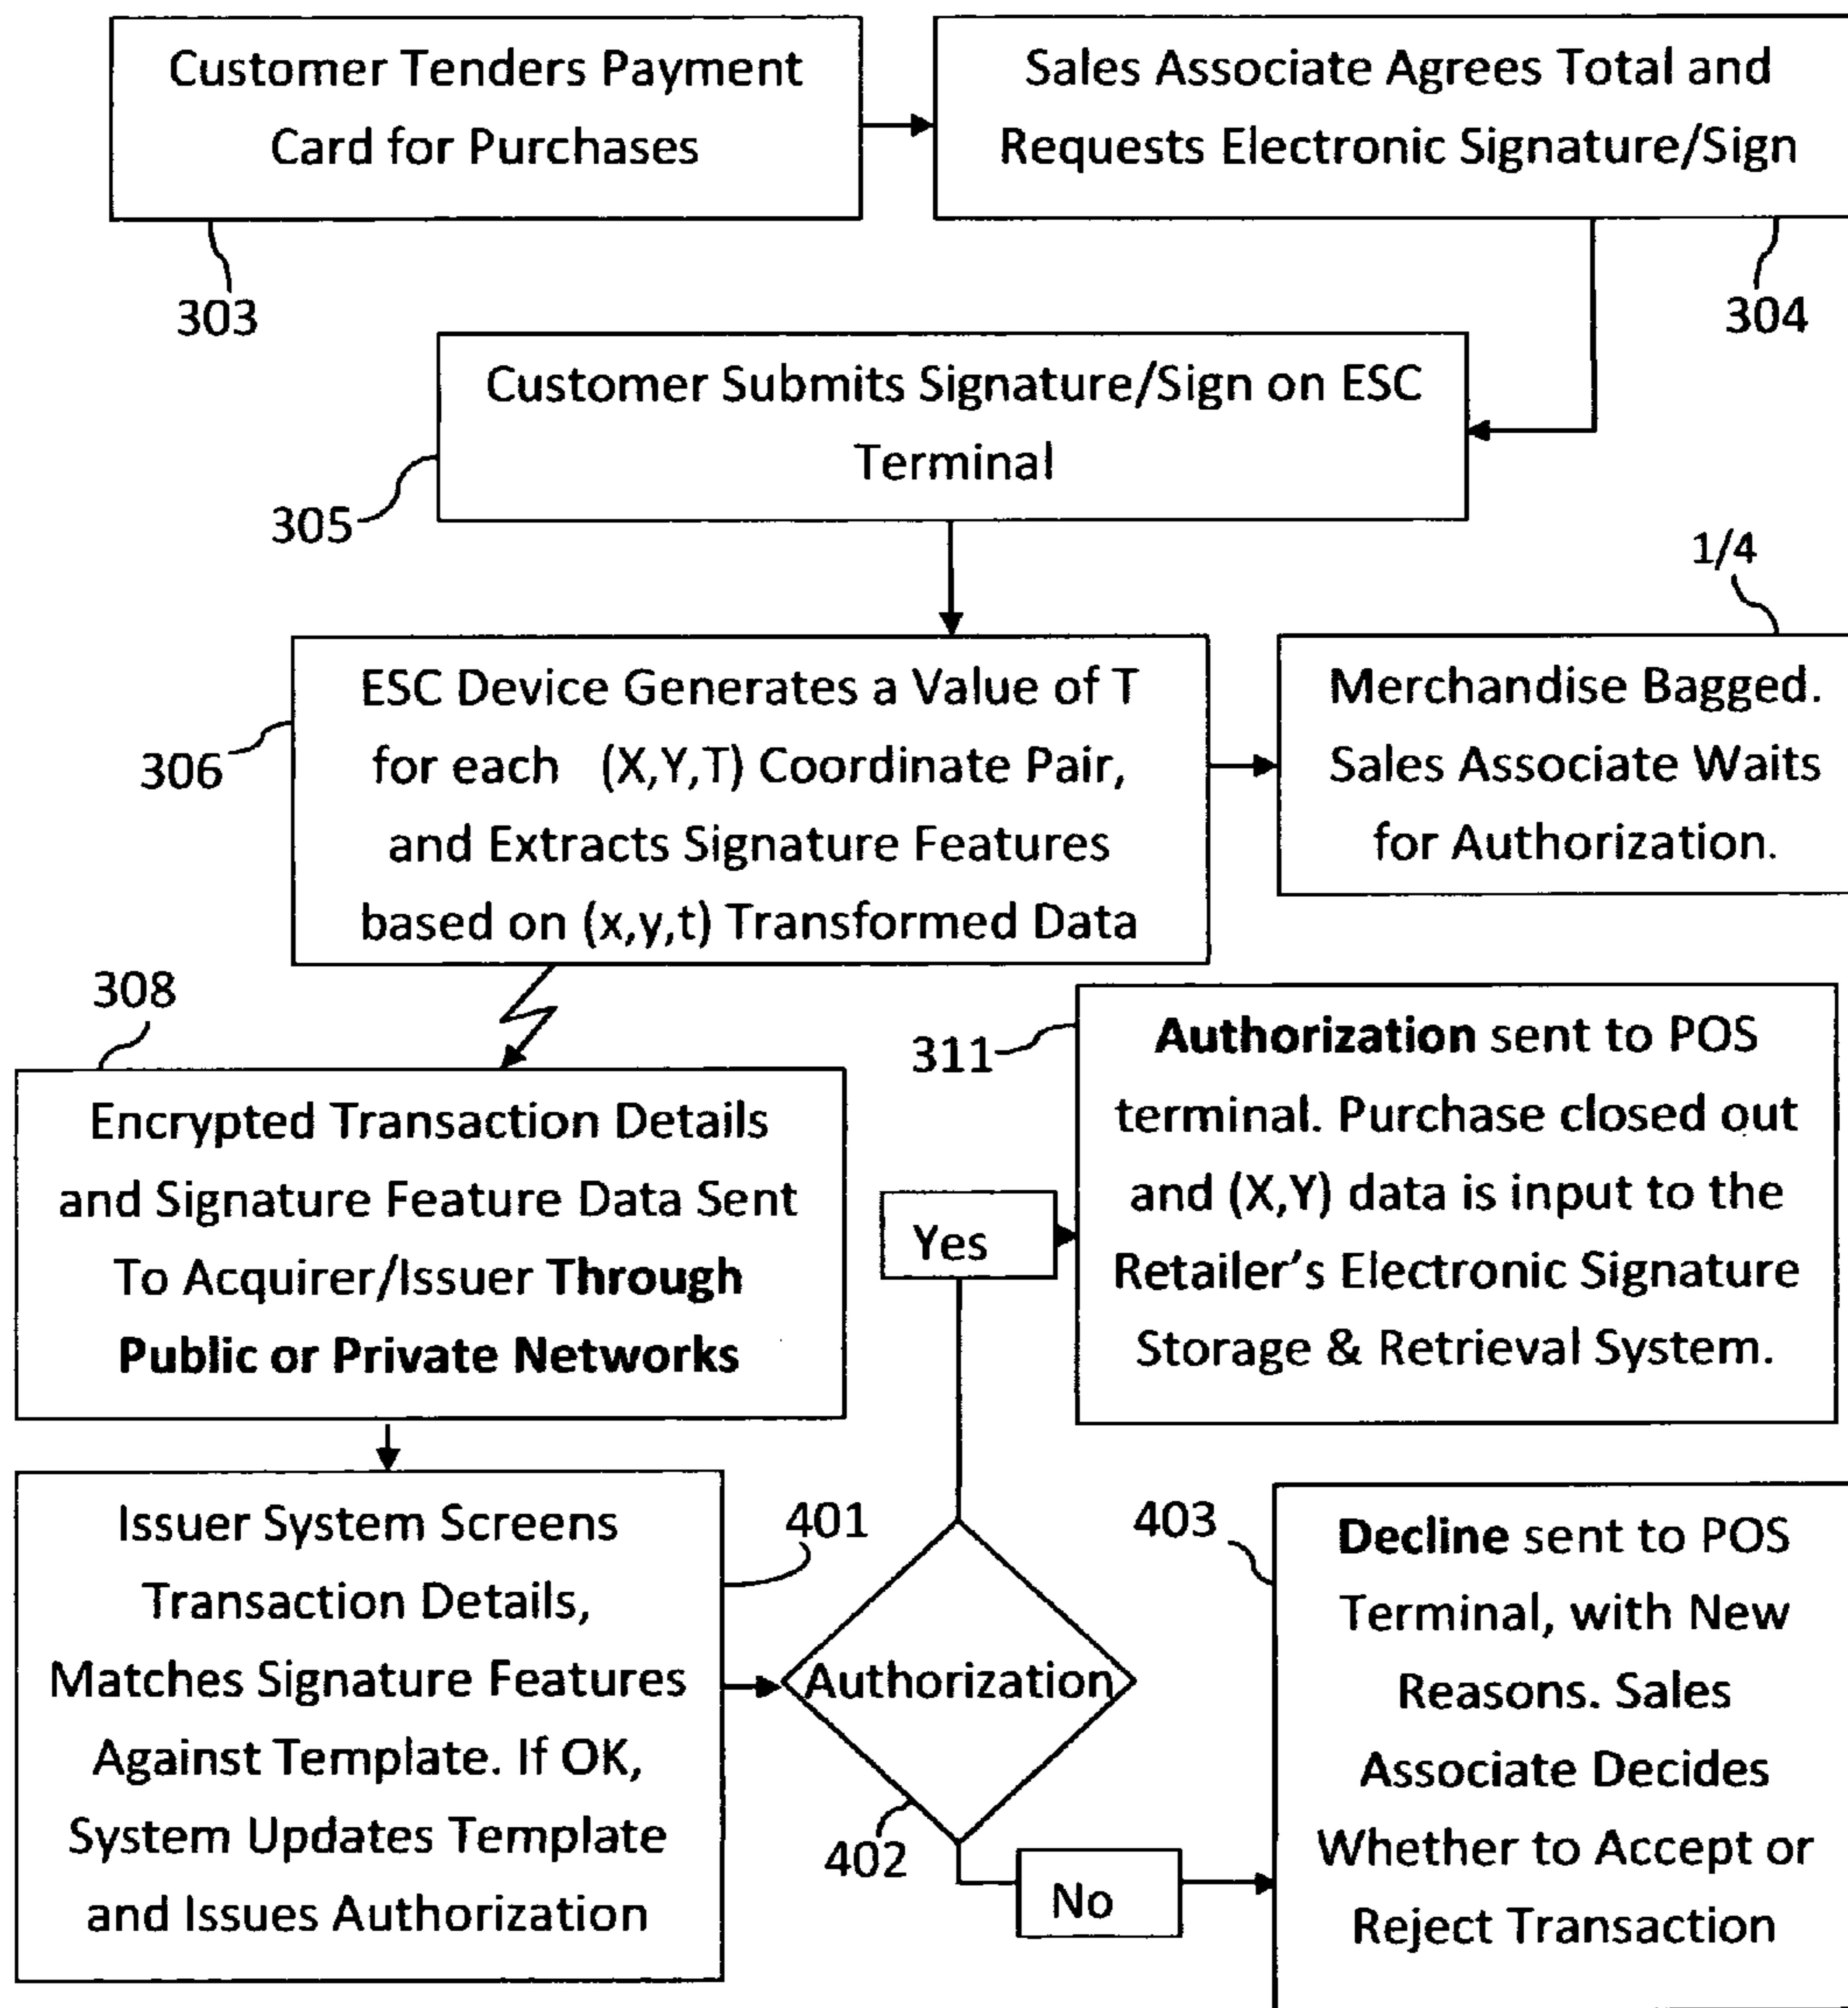 Customer Tenders Payment
Card for Purchases
303
Sales Associate Agrees Total and
Requests Electronic Signature/Sign
304
Customer Submits Signature/Sign on ESC
Terminal
305
ESC Device Generates a Value of T
for each (X,Y,T) Coordinate Pair,
and Extracts Signature Features
based on (x,y,t) Transformed Data
306
1/4
Merchandise Bagged.
Sales Associate Waits
for Authorization.
308
Encrypted Transaction Details
and Signature Feature Data Sent
To Acquirer/Issuer Through
Public or Private Networks
311
Authorization sent to POS
terminal. Purchase closed out
and (X,Y) data is input to the
Retailer's Electronic Signature
Storage & Retrieval System.
Yes
Issuer System Screens
Transaction Details,
Matches Signature Features
Against Template. If OK,
System Updates Template
and Issues Authorization
401
Authorization
402
No
403
Decline sent to POS
Terminal, with New
Reasons. Sales
Associate Decides
Whether to Accept or
Reject Transaction